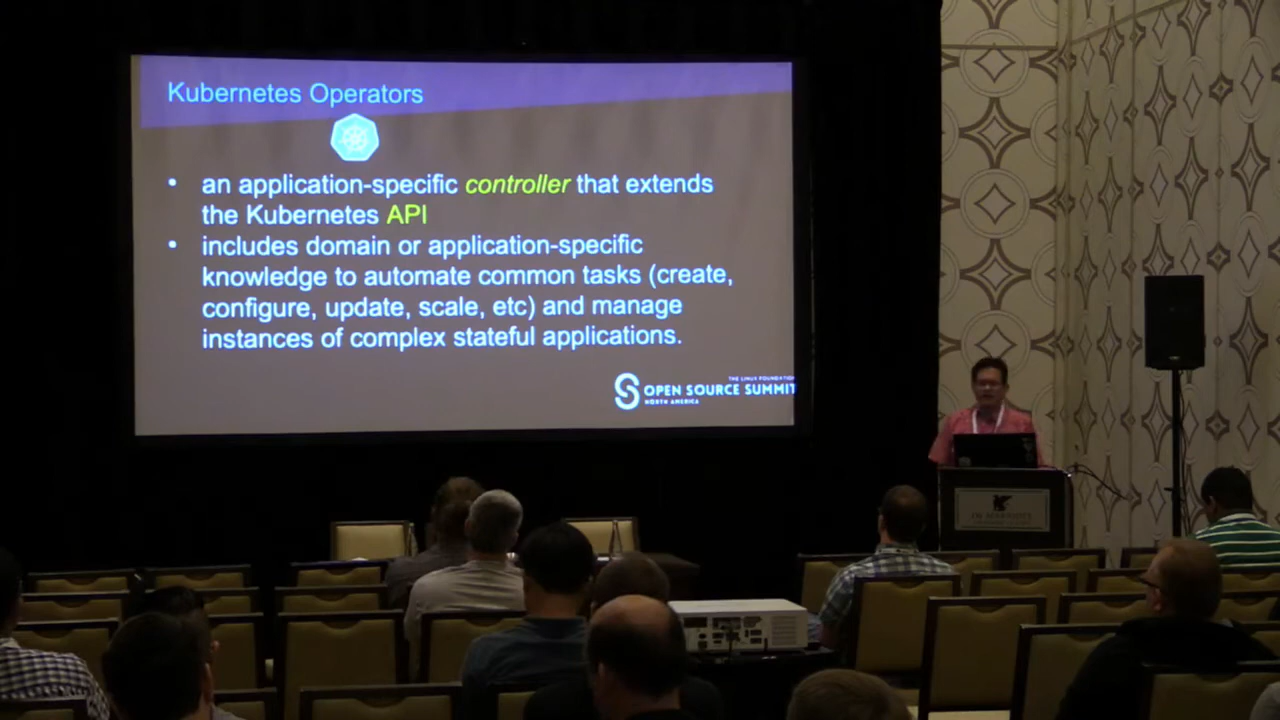 Kubernetes Operators
• an application-specific controller that extends
the Kubernetes API
• includes domain or application-specific
knowledge to automate common tasks (create,
configure, update, scale, etc) and manage
instances of complex stateful applications.
THE LINUX FOUNDATION
OPEN SOURCE SUMMIT
NORTH AMERICA
JW MARRIOTT